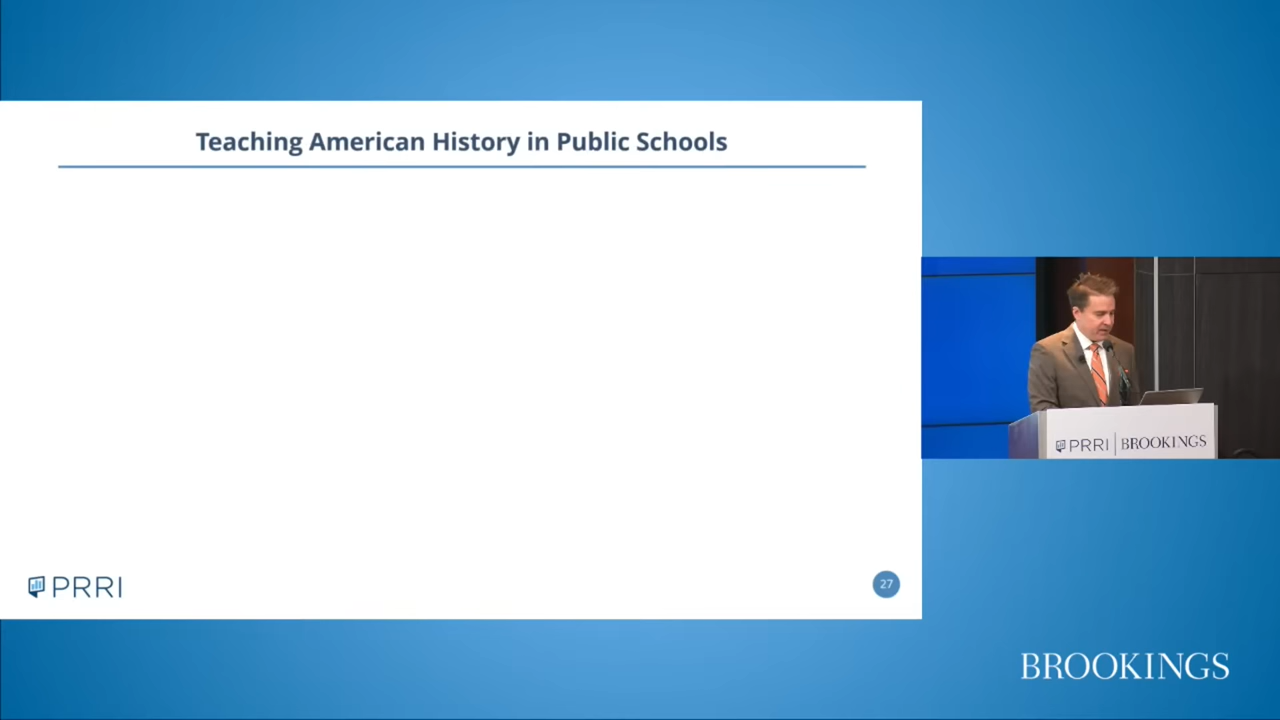 Teaching American History in Public Schools
PRRI
27
PRRI | BROOKINGS
BROOKINGS